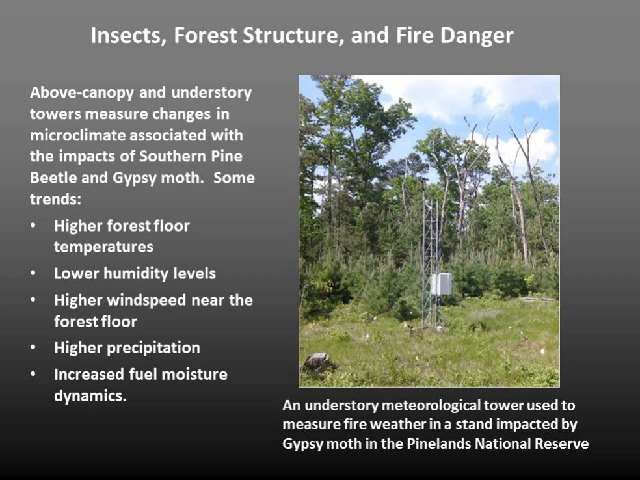 Insects, Forest Structure, and Fire Danger
Above-canopy and understory
towers measure changes in
microclimate associated with
the impacts of Southern Pine
Beetle and Gypsy moth.  Some
trends:
• Higher forest floor
temperatures
• Lower humidity levels
• Higher windspeed near the
forest floor
• Higher precipitation
• Increased fuel moisture
dynamics.
An understory meteorological tower used to
measure fire weather in a stand impacted by
Gypsy moth in the Pinelands National Reserve